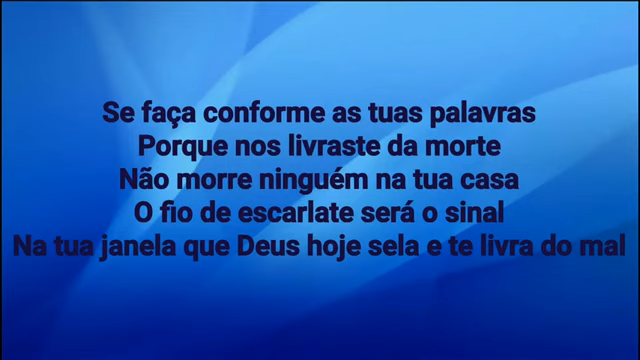 Se faça conforme as tuas palavras
Porque nos livraste da morte
Não morre ninguém na tua casa
O fio de escarlate será o sinal
Na tua janela que Deus hoje sela e te livra do mal